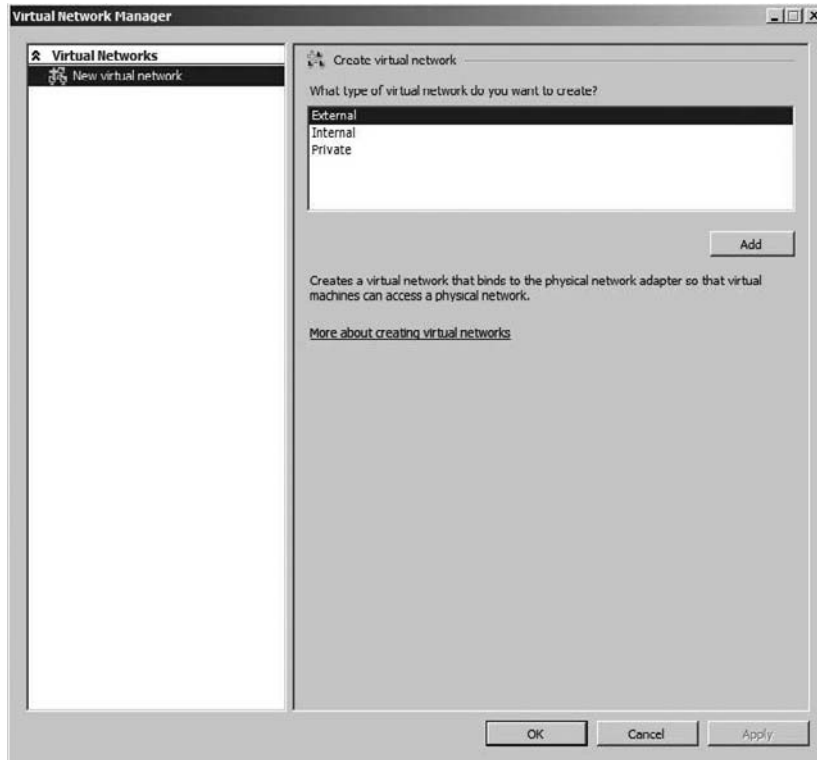 Virtual Network Manager
Virtual Networks
New virtual network
Create virtual network
What type of virtual network do you want to create?
External
Internal
Private
Add
Creates a virtual network that binds to the physical network adapter so that virtual
machines can access a physical network.
More about creating virtual networks
OK
Cancel
Apply